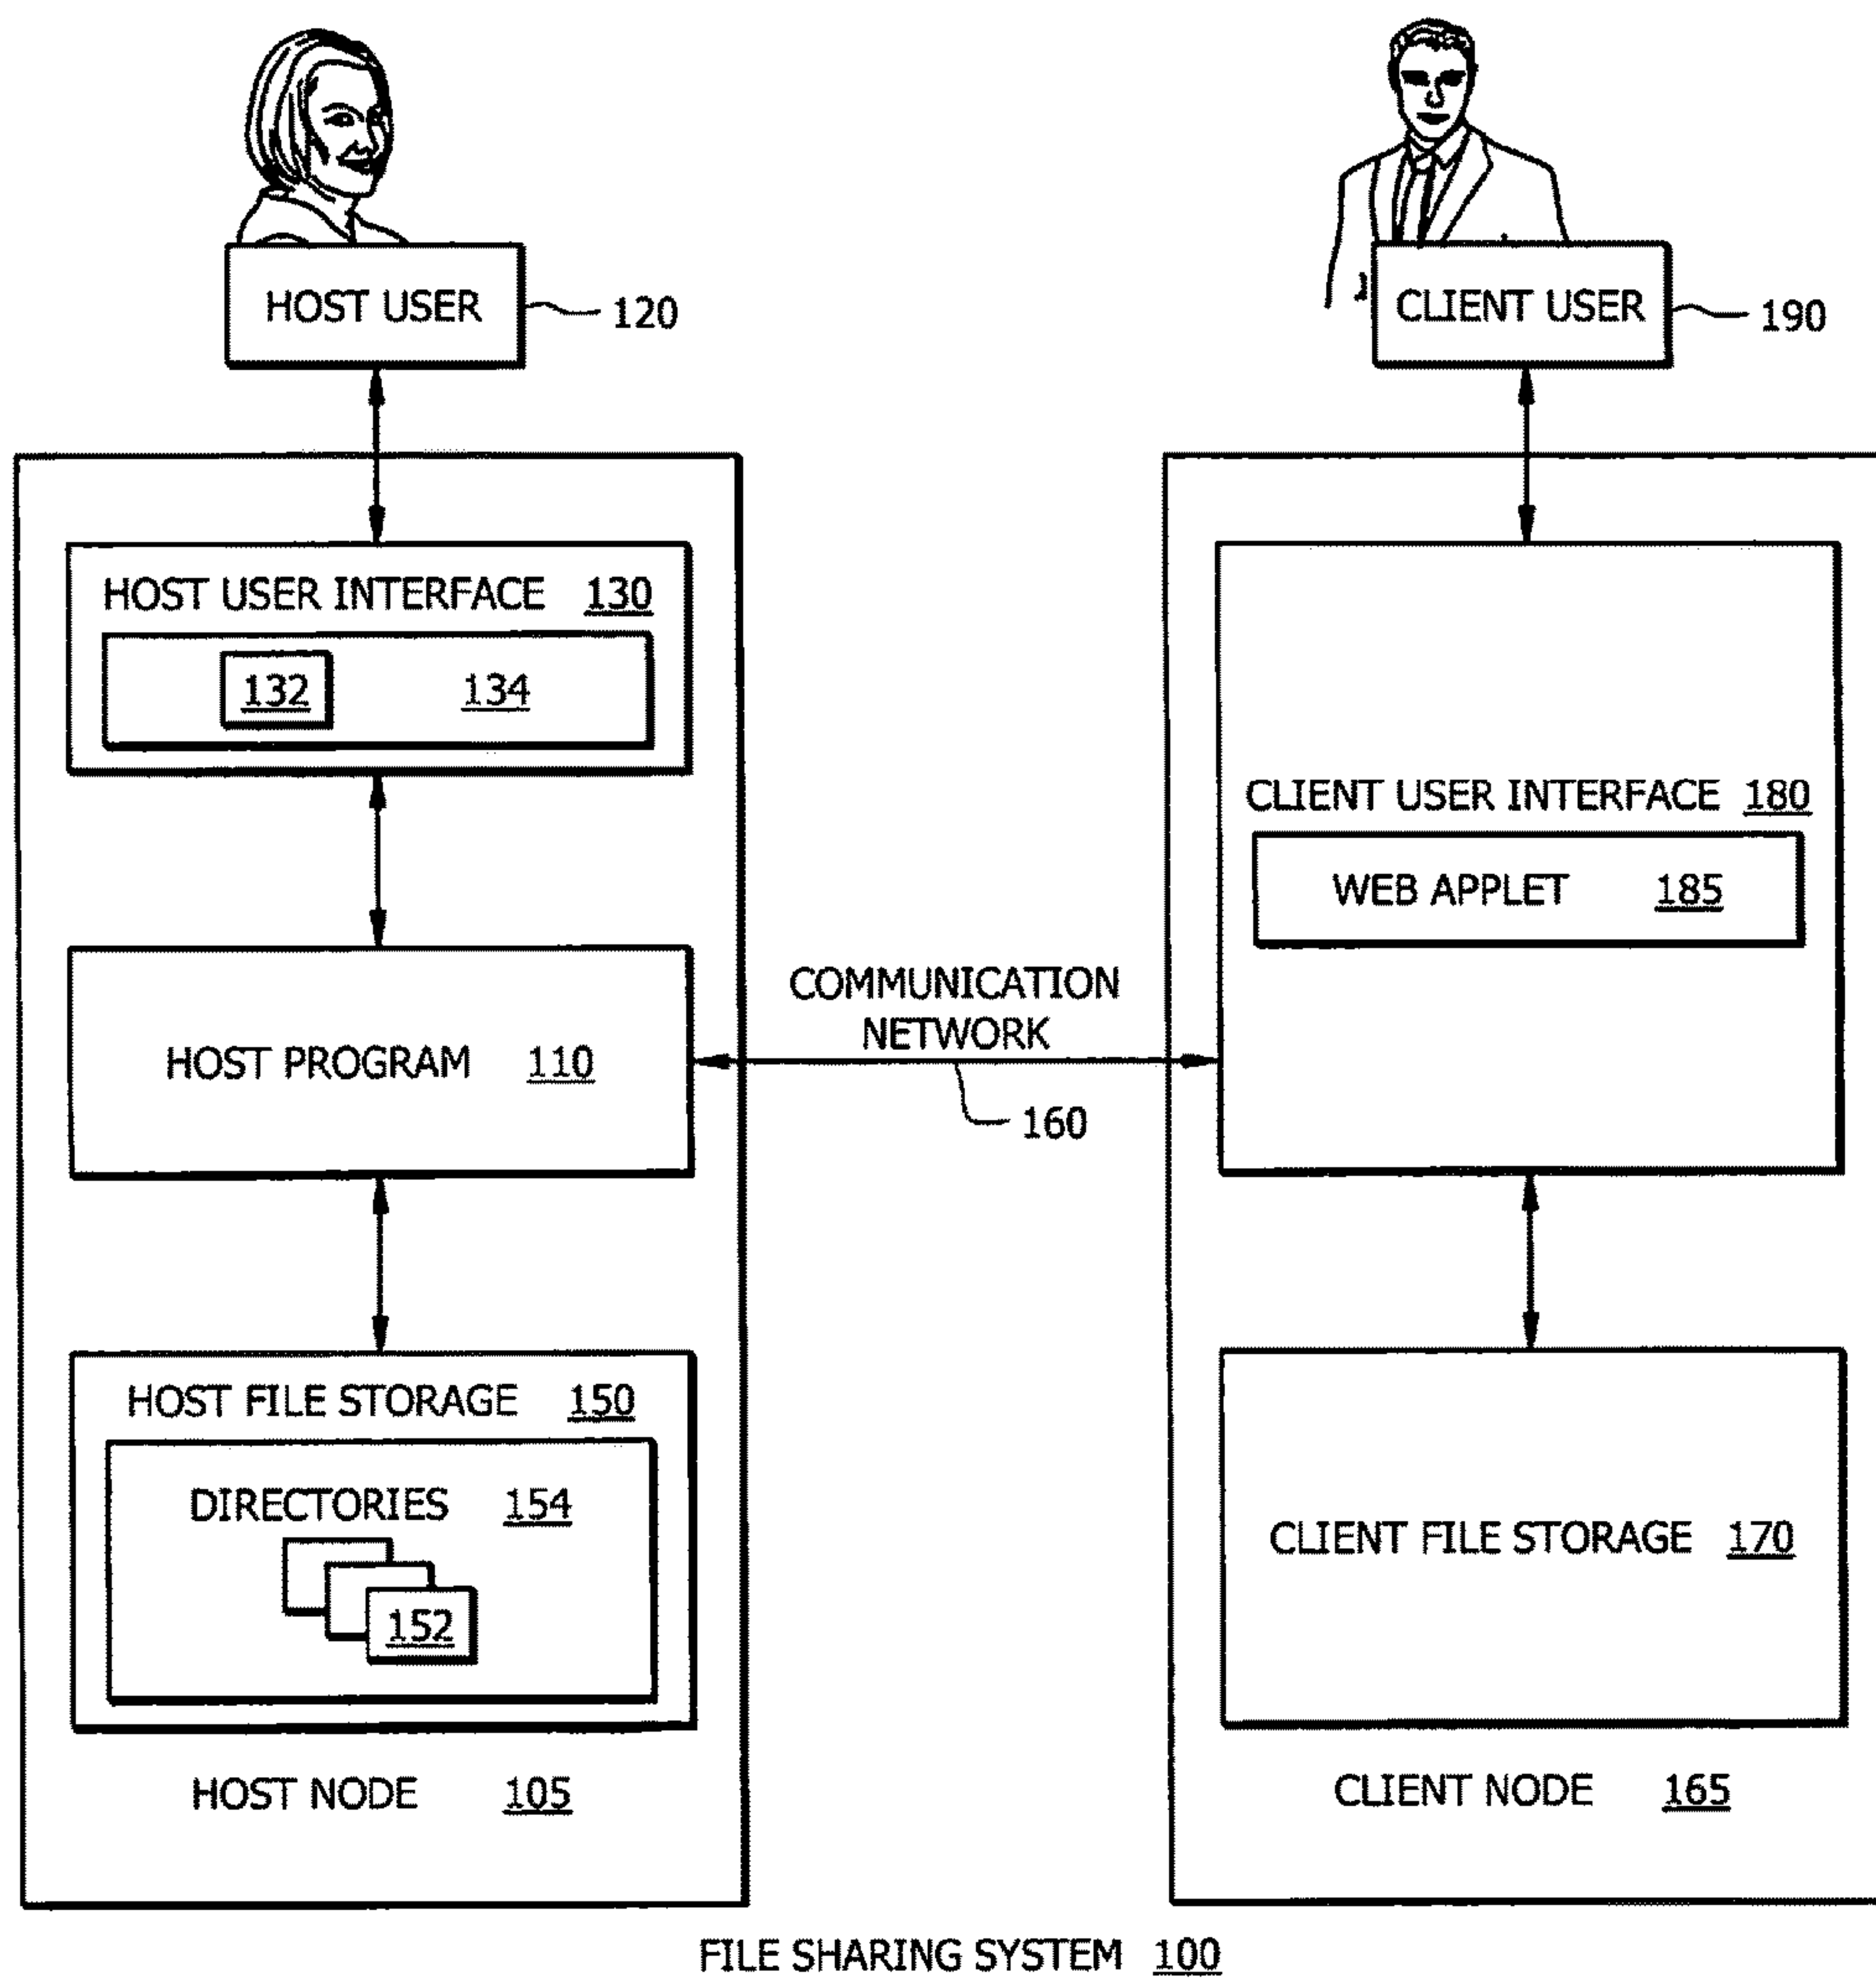 HOST USER
120
CLIENT USER
190
HOST USER INTERFACE 130
132 134
CLIENT USER INTERFACE 180
WEB APPLET 185
COMMUNICATION
NETWORK
160
HOST PROGRAM 110
HOST FILE STORAGE 150
DIRECTORIES 154
152
CLIENT FILE STORAGE 170
HOST NODE 105
CLIENT NODE 165
FILE SHARING SYSTEM 100